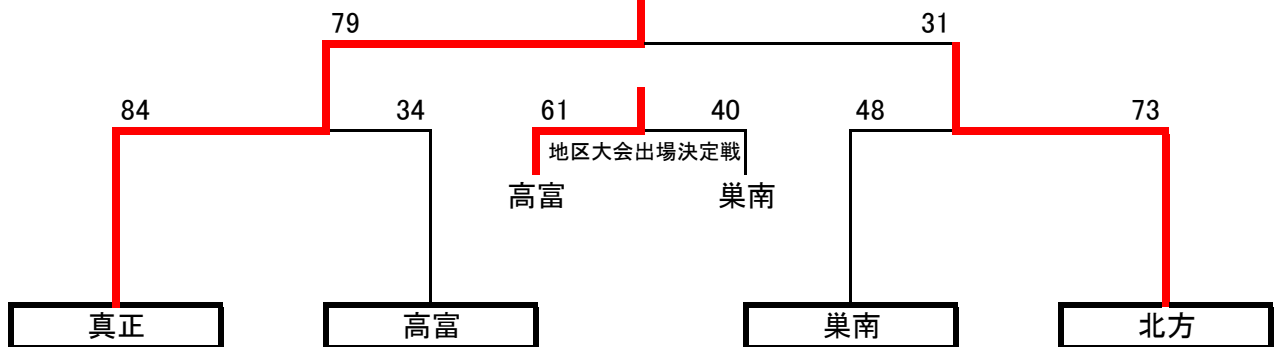 79 31
84 34 61 40 48 73
地区大会出場決定戦
高富 巣南
真正 高富 巣南 北方